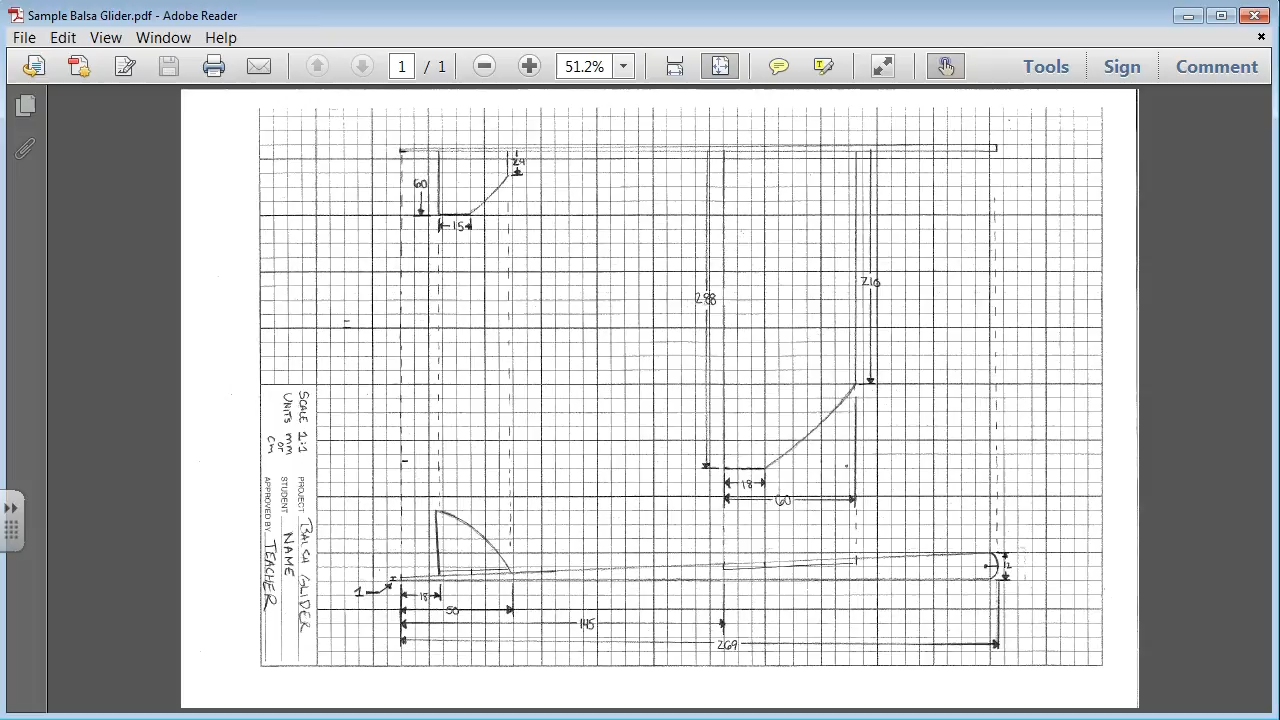 Sample Balsa Glider.pdf - Adobe Reader
File Edit View Window Help
1 / 1 51.2% Tools Sign Comment
24
60
15
288
210
18
60
SCALE 1:1
UNITS mm
or
cm
PROJECT BALSA GLIDER
STUDENT NAME
APPROVED BY TEACHER
12
1
18
50
145
269